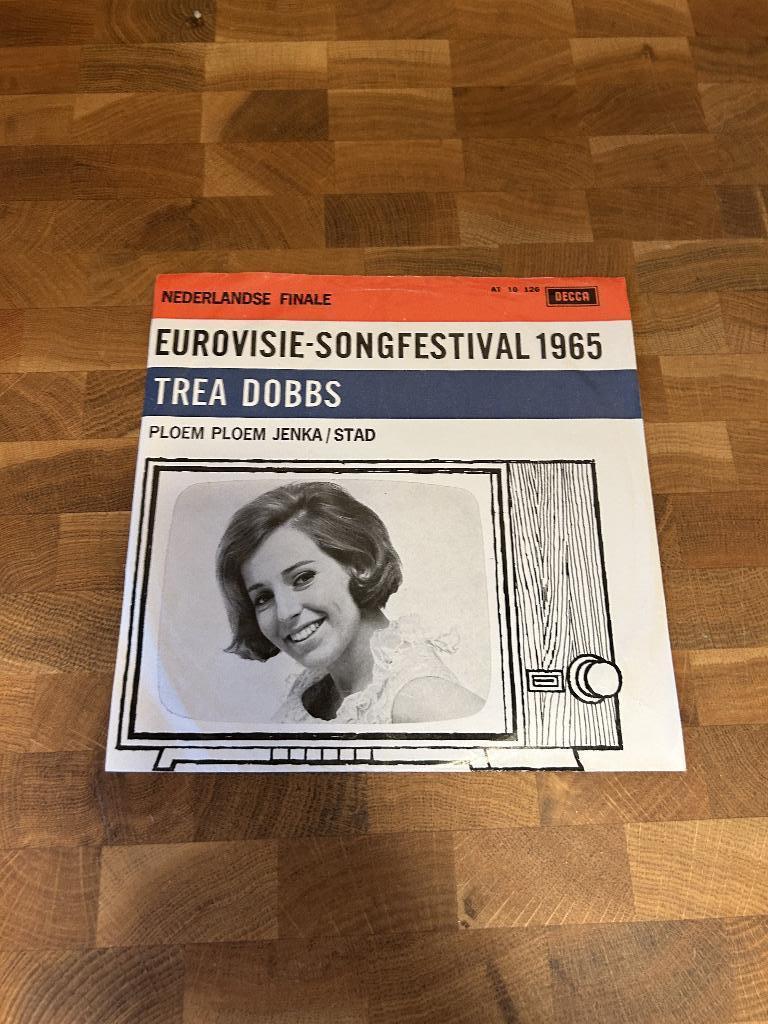 NEDERLANDSE FINALE
AT 10 126 DECCA
EUROVISIE-SONGFESTIVAL 1965
TREA DOBBS
PLOEM PLOEM JENKA/STAD